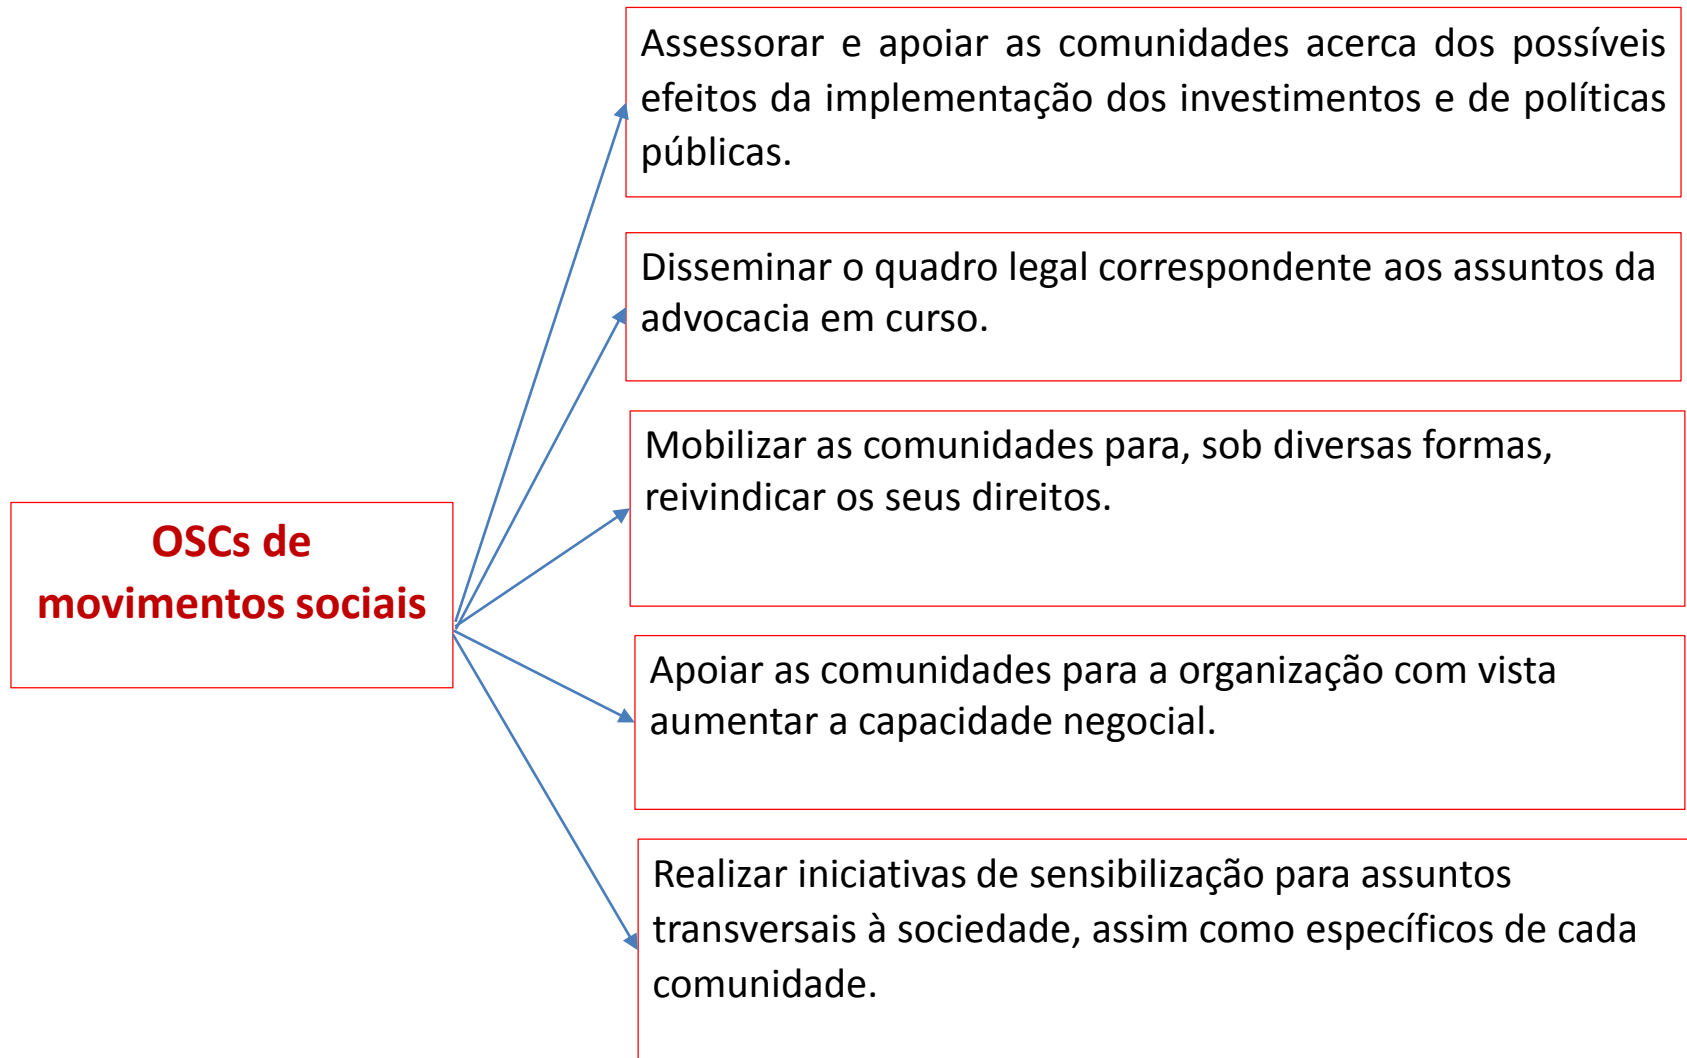 Assessorar e apoiar as comunidades acerca dos possíveis
efeitos da implementação dos investimentos e de políticas
públicas.
Disseminar o quadro legal correspondente aos assuntos da
advocacia em curso.
Mobilizar as comunidades para, sob diversas formas,
reivindicar os seus direitos.
OSCs de
movimentos sociais
Apoiar as comunidades para a organização com vista
aumentar a capacidade negocial.
Realizar iniciativas de sensibilização para assuntos
transversais à sociedade, assim como específicos de cada
comunidade.